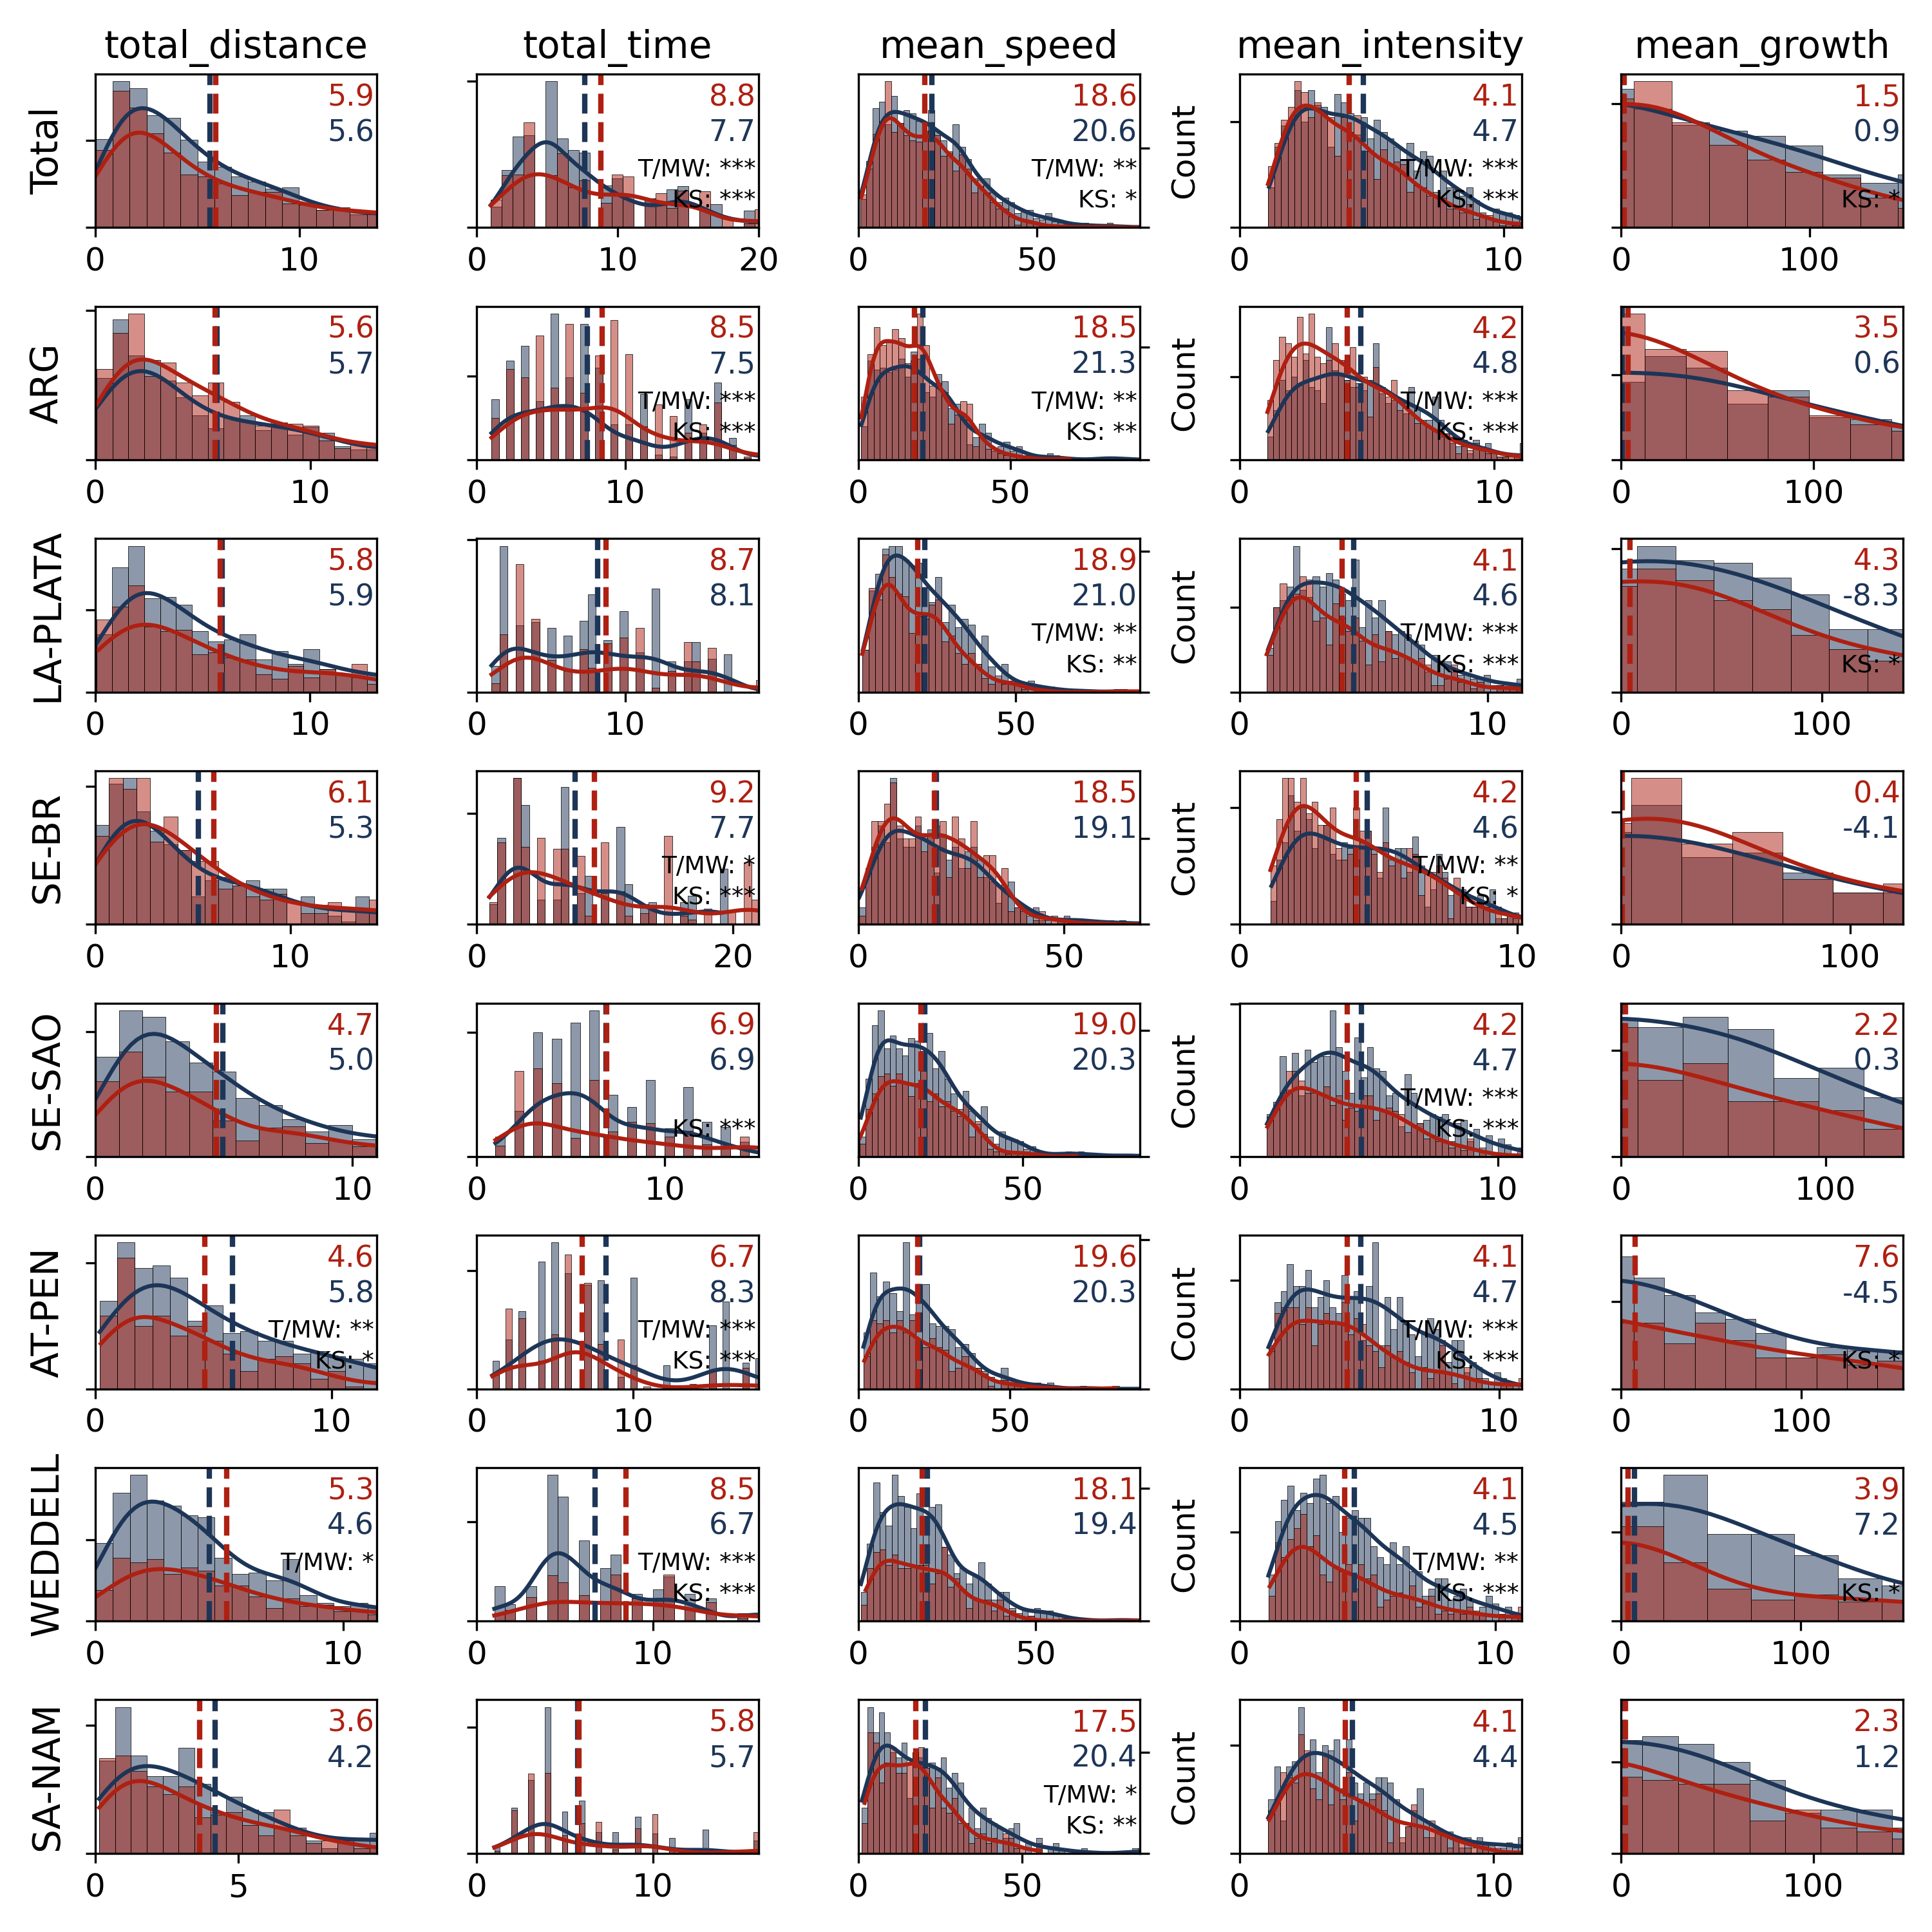 total_distance total_time mean_speed mean_intensity mean_growth
Total
5.9
5.6
0 10
8.8
7.7
T/MW: ***
KS: ***
0 10 20
18.6
20.6
T/MW: **
KS: *
0 50
Count
4.1
4.7
T/MW: ***
KS: ***
0 10
1.5
0.9
KS: *
0 100
ARG
5.6
5.7
0 10
8.5
7.5
T/MW: ***
KS: ***
0 10
18.5
21.3
T/MW: **
KS: **
0 50
Count
4.2
4.8
T/MW: ***
KS: ***
0 10
3.5
0.6
0 100
LA-PLATA
5.8
5.9
0 10
8.7
8.1
0 10
18.9
21.0
T/MW: **
KS: **
0 50
Count
4.1
4.6
T/MW: ***
KS: ***
0 10
4.3
-8.3
KS: *
0 100
SE-BR
6.1
5.3
0 10
9.2
7.7
T/MW: *
KS: ***
0 20
18.5
19.1
0 50
Count
4.2
4.6
T/MW: **
KS: *
0 10
0.4
-4.1
0 100
SE-SAO
4.7
5.0
0 10
6.9
6.9
KS: ***
0 10
19.0
20.3
0 50
Count
4.2
4.7
T/MW: ***
KS: ***
0 10
2.2
0.3
0 100
AT-PEN
4.6
5.8
T/MW: **
KS: *
0 10
6.7
8.3
T/MW: ***
KS: ***
0 10
19.6
20.3
0 50
Count
4.1
4.7
T/MW: ***
KS: ***
0 10
7.6
-4.5
KS: *
0 100
WEDDELL
5.3
4.6
T/MW: *
0 10
8.5
6.7
T/MW: ***
KS: ***
0 10
18.1
19.4
0 50
Count
4.1
4.5
T/MW: **
KS: ***
0 10
3.9
7.2
KS: *
0 100
SA-NAM
3.6
4.2
0 5
5.8
5.7
0 10
17.5
20.4
T/MW: *
KS: **
0 50
Count
4.1
4.4
0 10
2.3
1.2
0 100